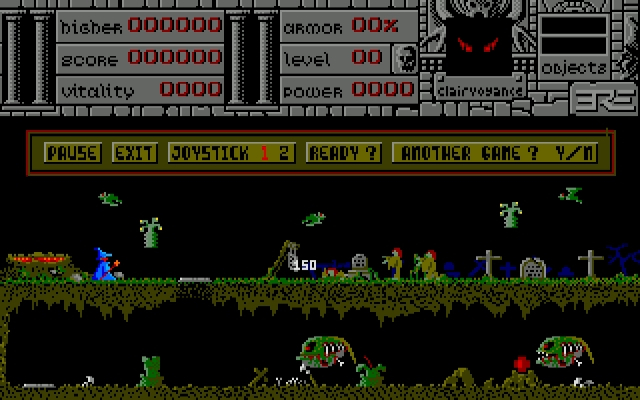 higher 000000 armor 00%
score 000000 level 00
vitality 0000 power 0000
clairvoyance
objects
ERE
PAUSE EXIT JOYSTICK 1 2 READY ? ANOTHER GAME ? Y/N
150